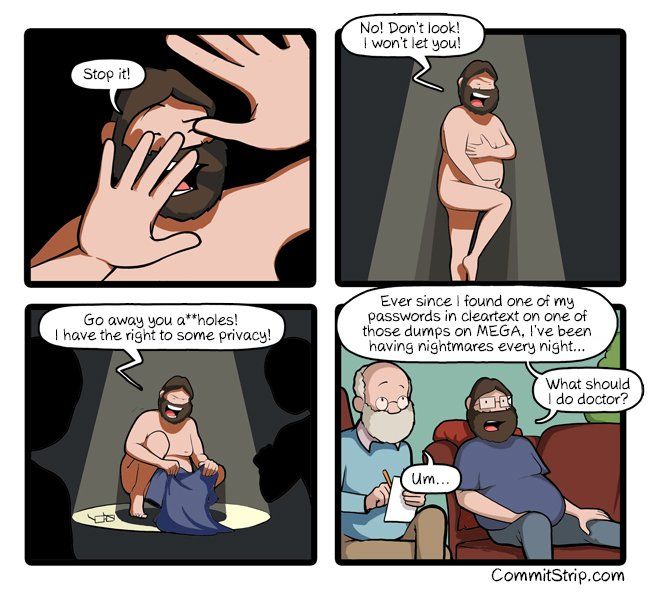 Stop it!
No! Don't look!
I won't let you!
Go away you a**holes!
I have the right to some privacy!
Ever since I found one of my
passwords in cleartext on one of
those dumps on MEGA, I've been
having nightmares every night...
What should
I do doctor?
Um...
CommitStrip.com